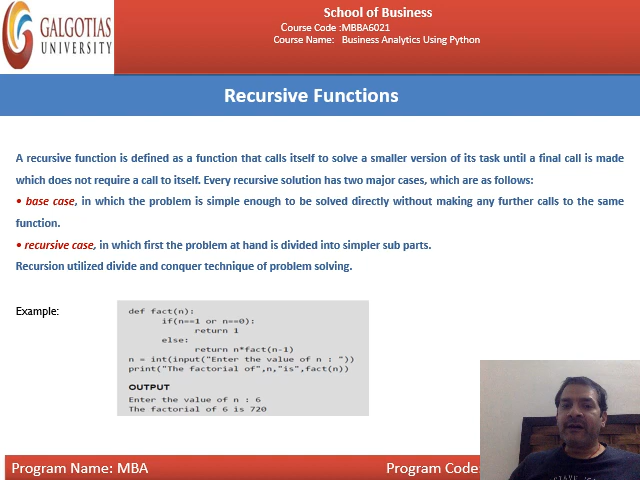 GALGOTIAS
UNIVERSITY
School of Business
Course Code :MBBA6021
Course Name: Business Analytics Using Python
Recursive Functions
A recursive function is defined as a function that calls itself to solve a smaller version of its task until a final call is made
which does not require a call to itself. Every recursive solution has two major cases, which are as follows:
• base case, in which the problem is simple enough to be solved directly without making any further calls to the same
function.
• recursive case, in which first the problem at hand is divided into simpler sub parts.
Recursion utilized divide and conquer technique of problem solving.
Example:
def fact(n):
if(n==1 or n==0):
return 1
else:
return n*fact(n-1)
n = int(input("Enter the value of n : "))
print("The factorial of",n,"is",fact(n))
OUTPUT
Enter the value of n : 6
The factorial of 6 is 720
Program Name: MBA
Program Code: